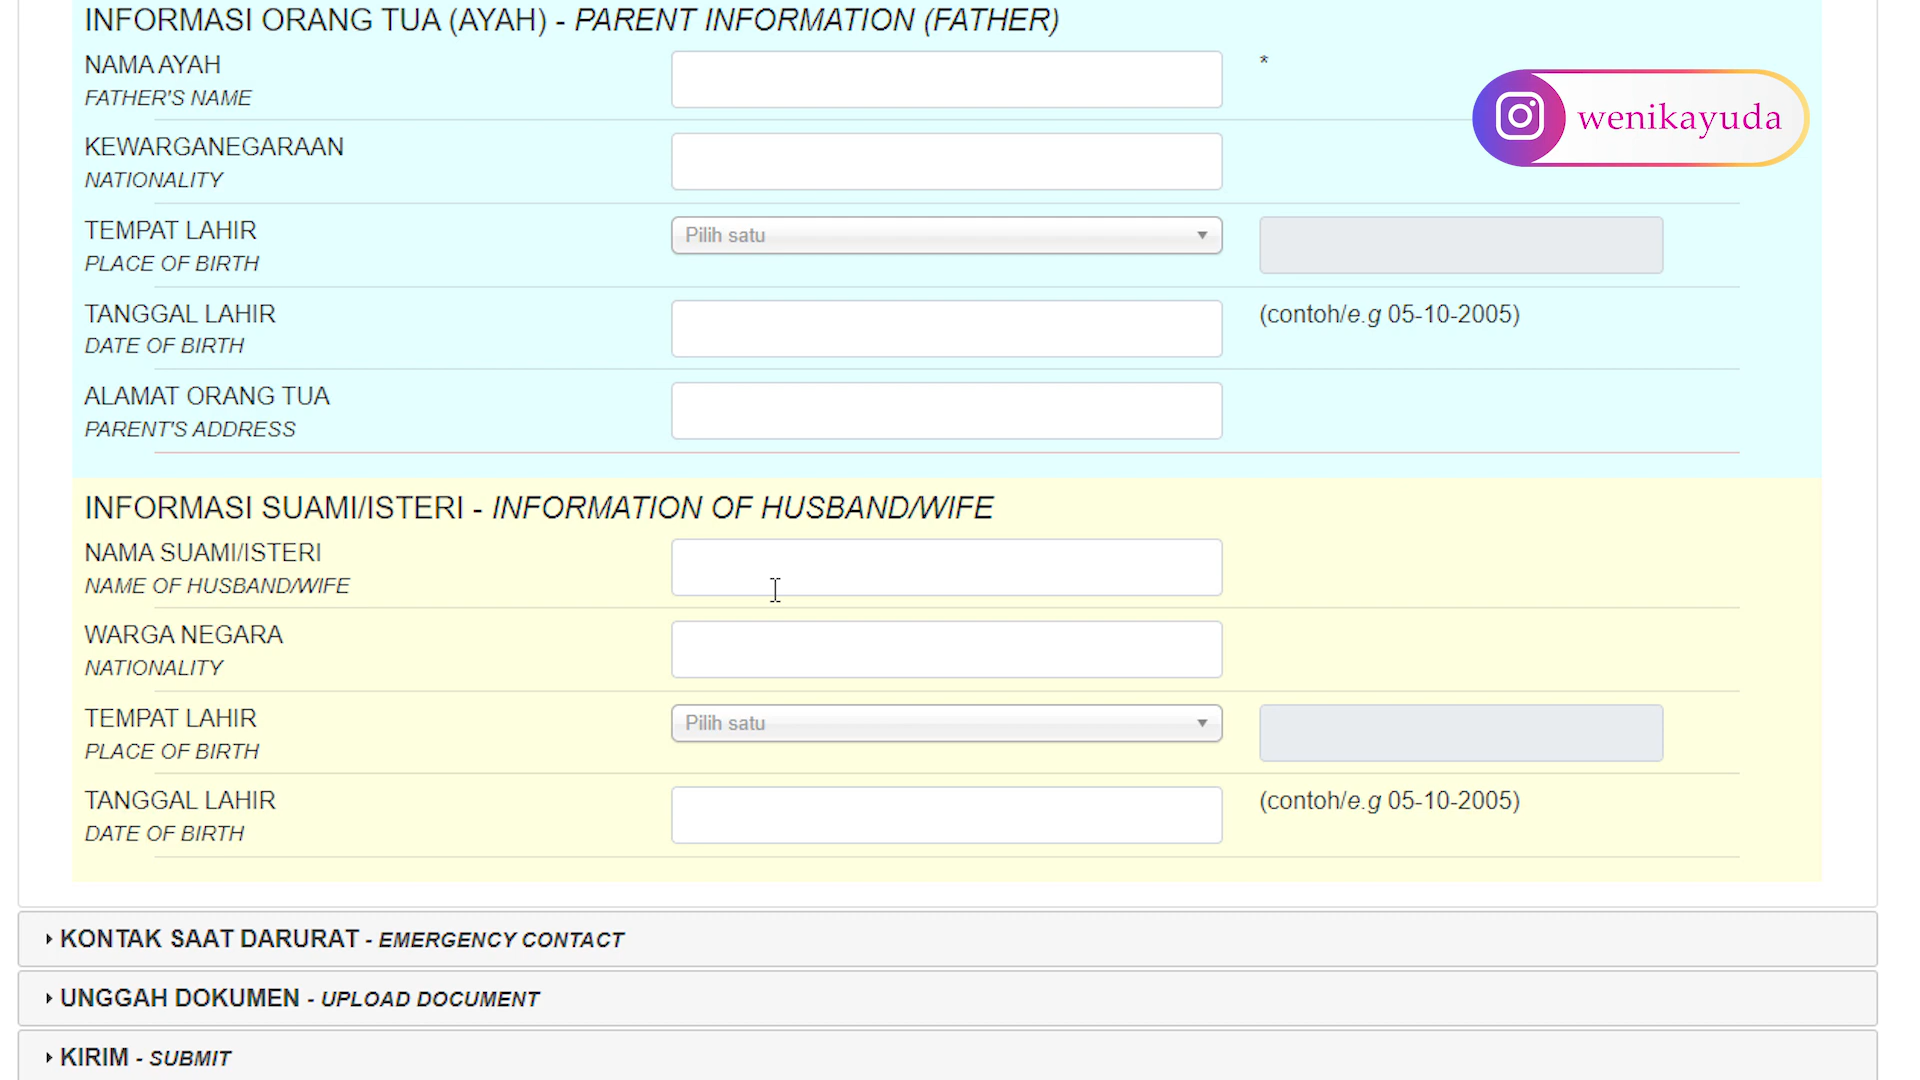 INFORMASI ORANG TUA (AYAH) - PARENT INFORMATION (FATHER)
NAMA AYAH
*
FATHER'S NAME
wenikayuda
KEWARGANEGARAAN
NATIONALITY
TEMPAT LAHIR
Pilih satu
PLACE OF BIRTH
TANGGAL LAHIR
(contoh/e.g 05-10-2005)
DATE OF BIRTH
ALAMAT ORANG TUA
PARENT'S ADDRESS
INFORMASI SUAMI/ISTERI - INFORMATION OF HUSBAND/WIFE
NAMA SUAMI/ISTERI
NAME OF HUSBAND/WIFE
WARGA NEGARA
NATIONALITY
TEMPAT LAHIR
Pilih satu
PLACE OF BIRTH
TANGGAL LAHIR
(contoh/e.g 05-10-2005)
DATE OF BIRTH
KONTAK SAAT DARURAT - EMERGENCY CONTACT
UNGGAH DOKUMEN - UPLOAD DOCUMENT
KIRIM - SUBMIT